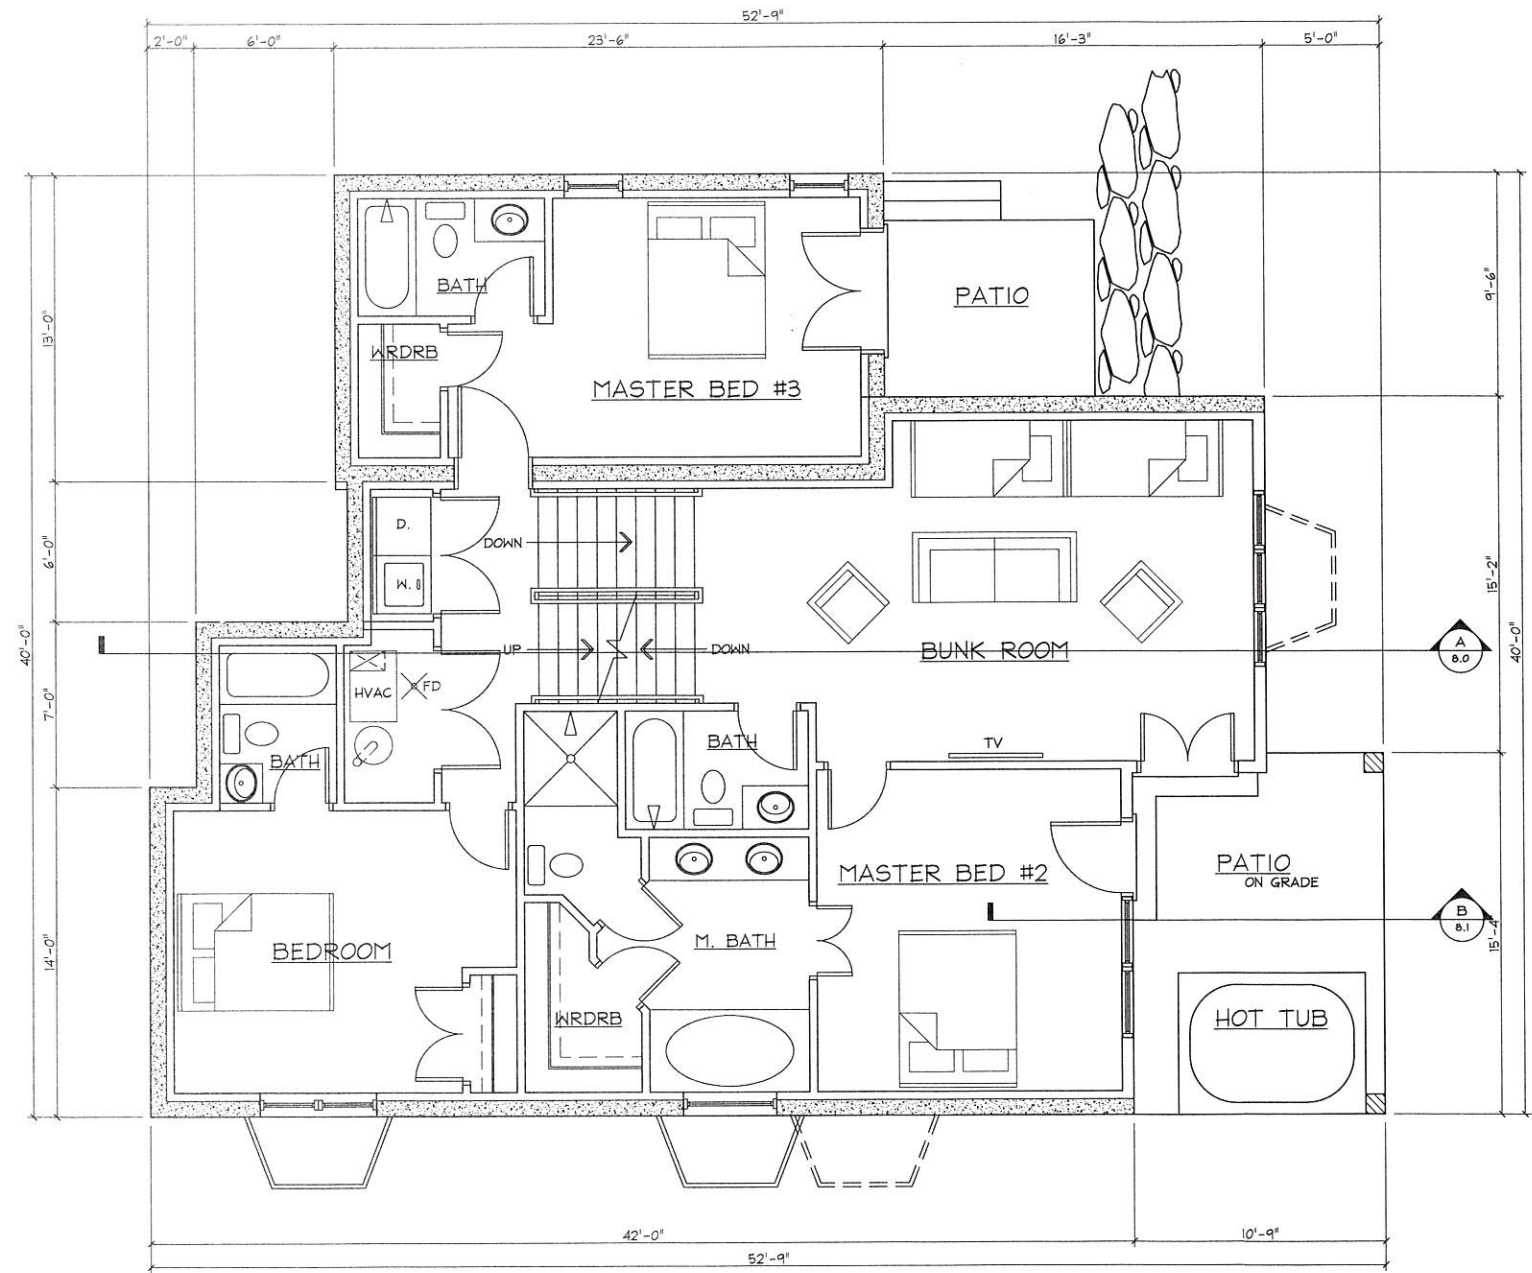 52'-9"
2'-0" 6'-0" 23'-6" 16'-3" 5'-0"
9'-6"
PATIO
BATH
13'-0"
WRDRB
MASTER BED #3
D.
DOWN
6'-0"
15'-2"
W.
40'-0"
40'-0"
UP
DOWN
BUNK ROOM
A
8.0
HVAC
FD
7'-0"
BATH
TV
BATH
PATIO
ON GRADE
MASTER BED #2
B
8.1
15'-4"
14'-0"
BEDROOM
M. BATH
WRDRB
HOT TUB
42'-0" 10'-9"
52'-9"